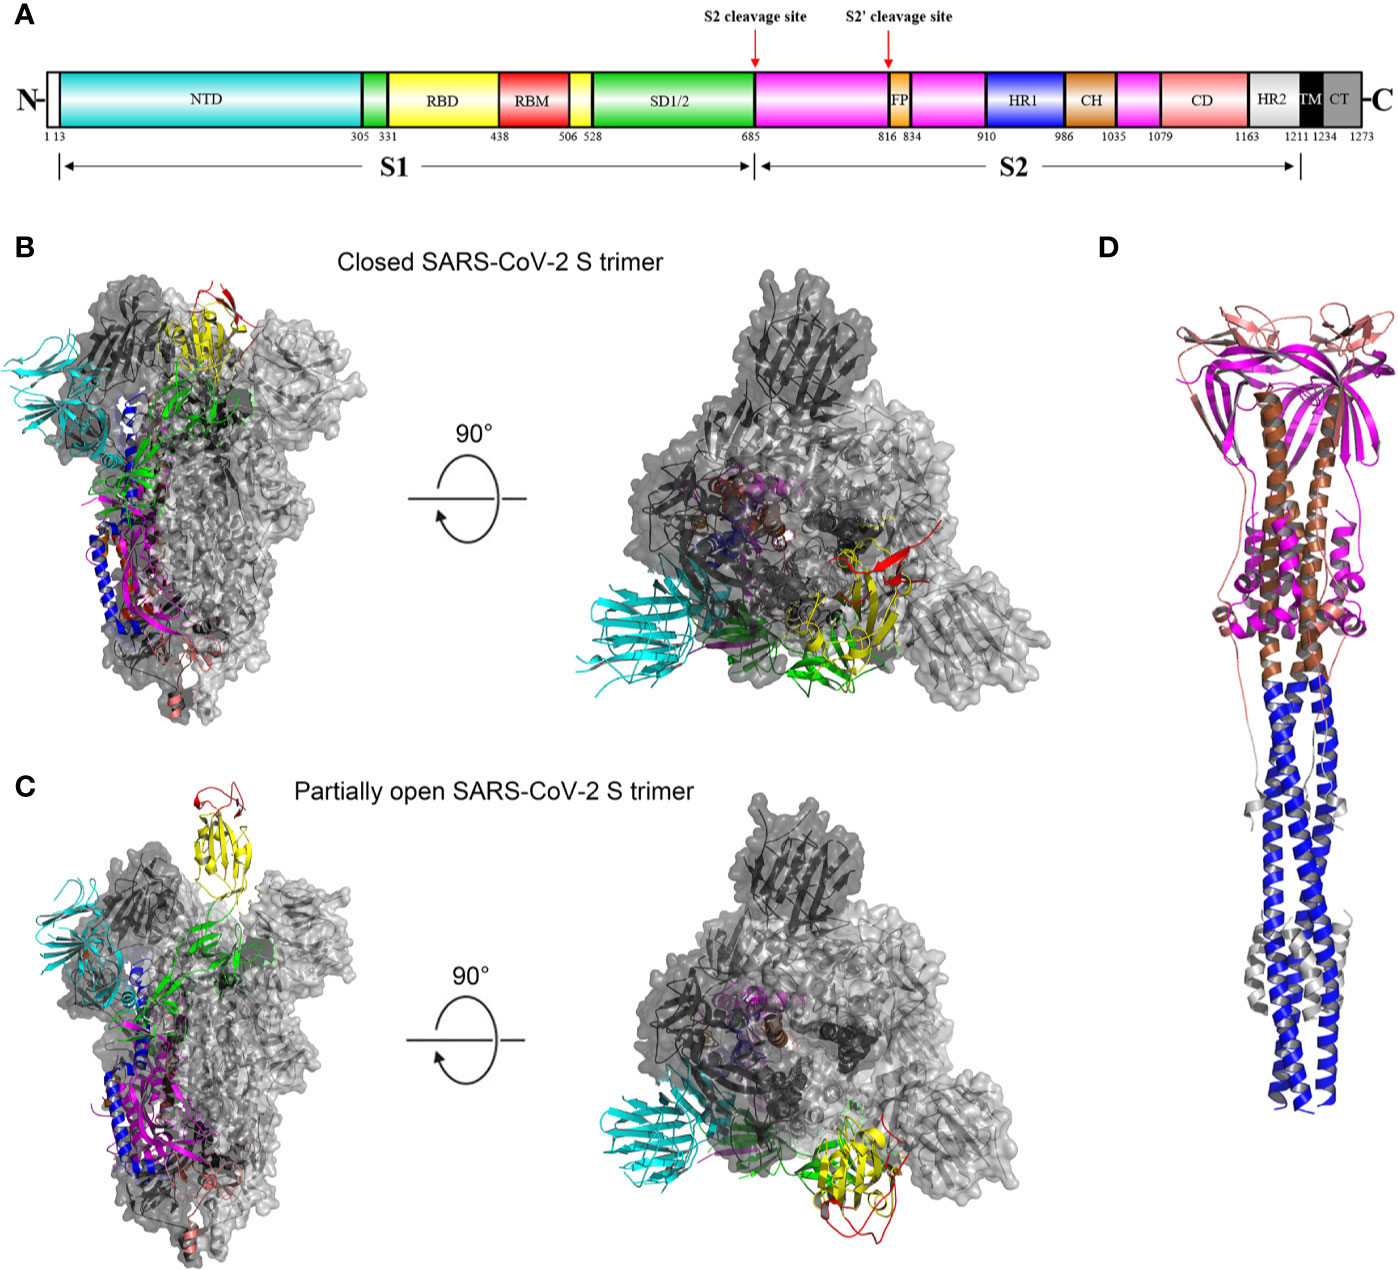 A
S2 cleavage site S2' cleavage site
N- NTD RBD RBM SD1/2 FP HR1 CH CD HR2 TM CT -C
1 13 305 331 438 506 528 685 816 834 910 986 1035 1079 1163 1211 1234 1273
S1 S2
B
Closed SARS-CoV-2 S trimer
D
90°
C
Partially open SARS-CoV-2 S trimer
90°